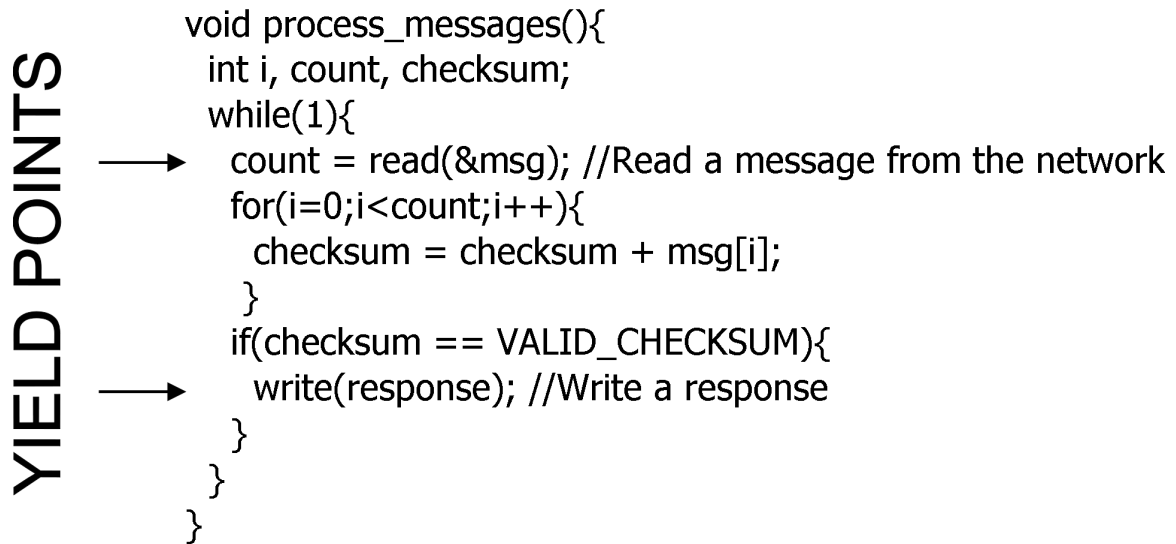 YIELD POINTS
void process_messages(){
int i, count, checksum;
while(1){
count = read(&msg); //Read a message from the network
for(i=0;i<count;i++){
checksum = checksum + msg[i];
}
if(checksum == VALID_CHECKSUM){
write(response); //Write a response
}
}
}